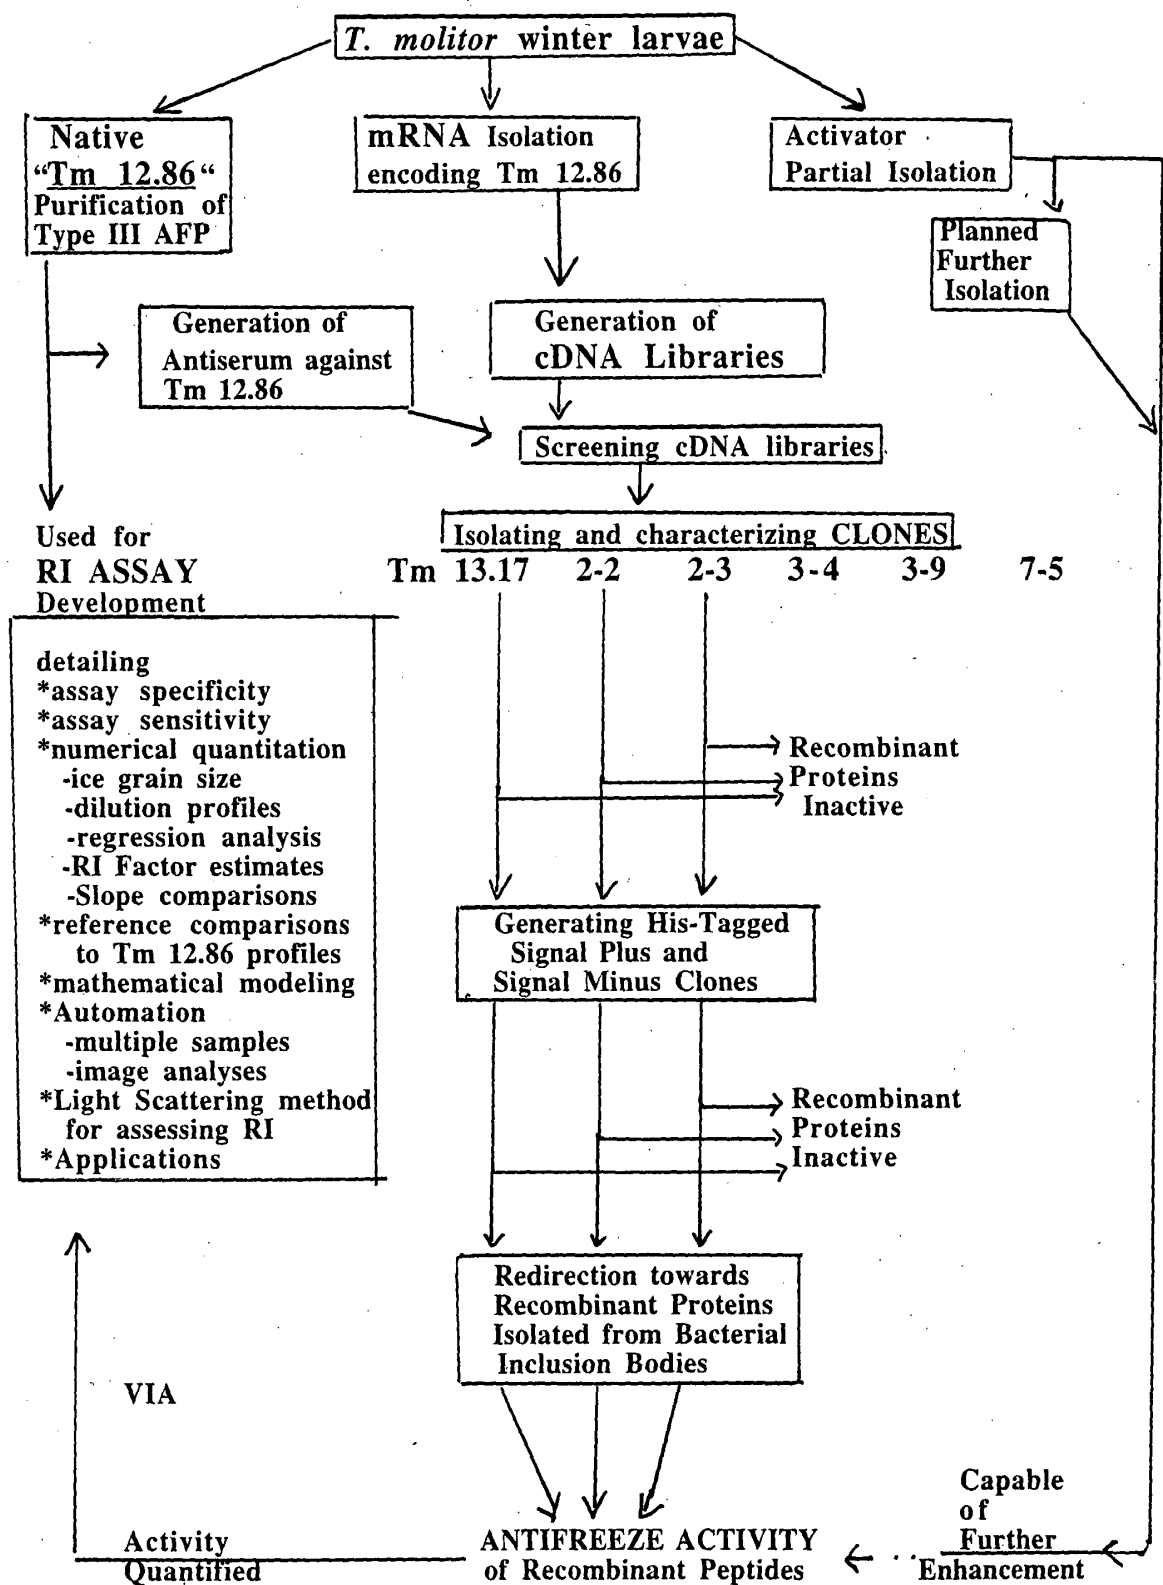 T. molitor winter larvae
Native
“Tm 12.86“
Purification of
Type III AFP
mRNA Isolation
encoding Tm 12.86
Activator
Partial Isolation
Planned
Further
Isolation
Generation of
Antiserum against
Tm 12.86
Generation of
cDNA Libraries
Screening cDNA libraries
Isolating and characterizing CLONES
Tm 13.17 2-2 2-3 3-4 3-9 7-5
Used for
RI ASSAY
Development
detailing
*assay specificity
*assay sensitivity
*numerical quantitation
-ice grain size
-dilution profiles
-regression analysis
-RI Factor estimates
-Slope comparisons
*reference comparisons
to Tm 12.86 profiles
*mathematical modeling
*Automation
-multiple samples
-image analyses
*Light Scattering method
for assessing RI
*Applications
Recombinant
Proteins
Inactive
Generating His-Tagged
Signal Plus and
Signal Minus Clones
Recombinant
Proteins
Inactive
Redirection towards
Recombinant Proteins
Isolated from Bacterial
Inclusion Bodies
VIA
Activity
Quantified
ANTIFREEZE ACTIVITY
of Recombinant Peptides
Capable
of
Further
Enhancement